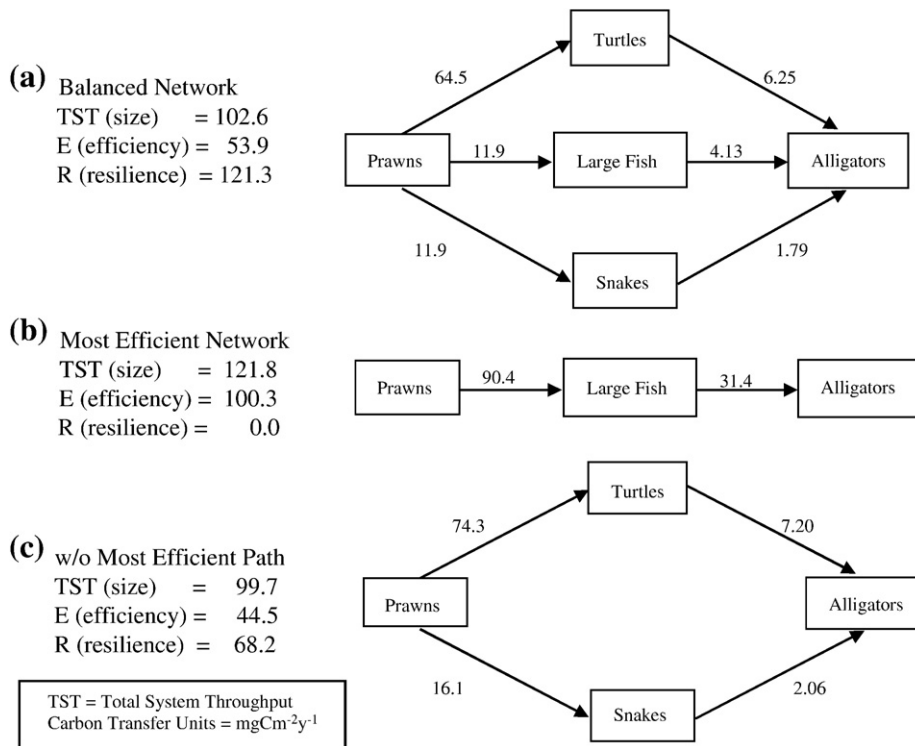 (a) Balanced Network
TST (size) = 102.6
E (efficiency) = 53.9
R (resilience) = 121.3
Turtles
64.5
6.25
Prawns
11.9
Large Fish
4.13
Alligators
11.9
1.79
Snakes
(b) Most Efficient Network
TST (size) = 121.8
E (efficiency) = 100.3
R (resilience) = 0.0
Prawns
90.4
Large Fish
31.4
Alligators
(c) w/o Most Efficient Path
TST (size) = 99.7
E (efficiency) = 44.5
R (resilience) = 68.2
Turtles
74.3
7.20
Prawns
Alligators
16.1
2.06
Snakes
TST = Total System Throughput
Carbon Transfer Units = mgCm⁻²y⁻¹